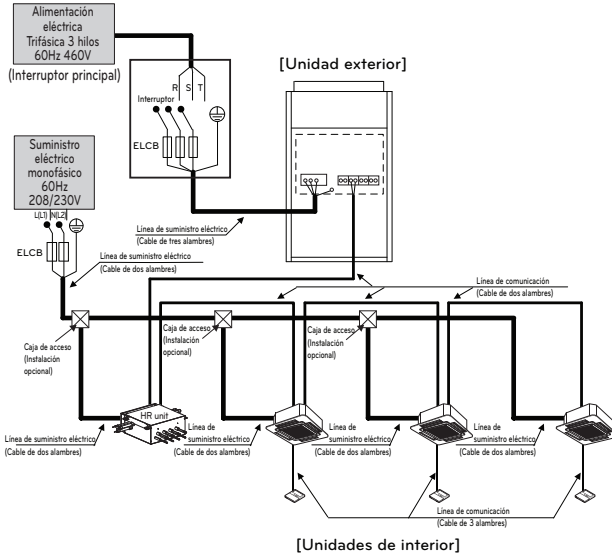 Alimentación
eléctrica
Trifásica 3 hilos
60Hz 460V
(Interruptor principal)
R S T
Interruptor
ELCB
[Unidad exterior]
Suministro
eléctrico
monofásico
60Hz
208/230V
L(L1) N(L2)
ELCB
Línea de suministro eléctrico
(Cable de tres alambres)
Línea de suministro eléctrico
(Cable de dos alambres)
Línea de comunicación
(Cable de dos alambres)
Caja de acceso
(Instalación
opcional)
Caja de acceso
(Instalación
opcional)
Caja de acceso
(Instalación
opcional)
HR unit
Línea de suministro eléctrico
(Cable de dos alambres)
Línea de
suministro eléctrico
(Cable de dos alambres)
Línea de
suministro eléctrico
(Cable de dos alambres)
Línea de
suministro eléctrico
(Cable de dos alambres)
Línea de comunicación
(Cable de 3 alambres)
[Unidades de interior]